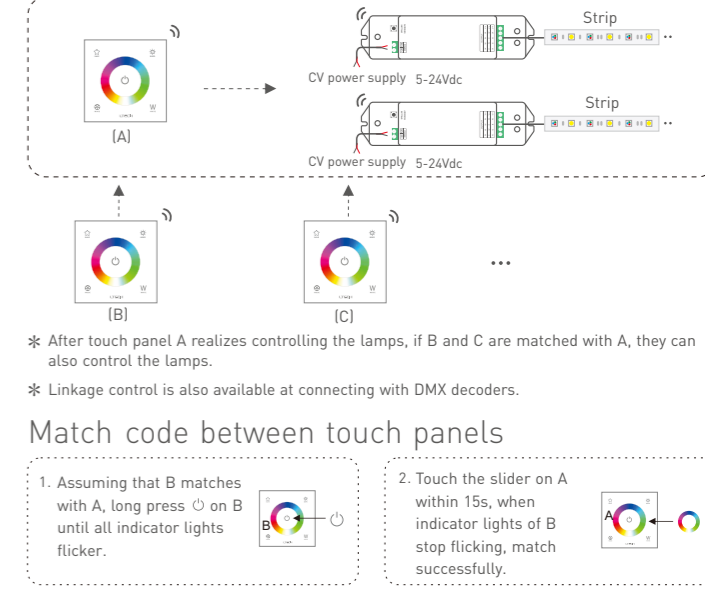 Strip
CV power supply 5-24Vdc
(A)
Strip
CV power supply 5-24Vdc
(B)
(C)
...
✻ After touch panel A realizes controlling the lamps, if B and C are matched with A, they can
also control the lamps.
✻ Linkage control is also available at connecting with DMX decoders.
Match code between touch panels
1. Assuming that B matches
with A, long press ⏻ on B
until all indicator lights
flicker.
B
2. Touch the slider on A
within 15s, when
indicator lights of B
stop flicking, match
successfully.
A